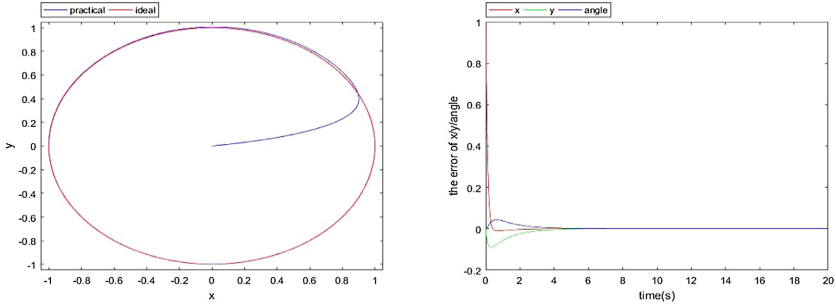 practical ideal
1
0.8
0.6
0.4
0.2
0
-0.2
-0.4
-0.6
-0.8
-1
y
-1 -0.8 -0.6 -0.4 -0.2 0 0.2 0.4 0.6 0.8 1
x
x y angle
1
0.8
0.6
0.4
0.2
0
-0.2
the error of x/y/angle
0 2 4 6 8 10 12 14 16 18 20
time(s)